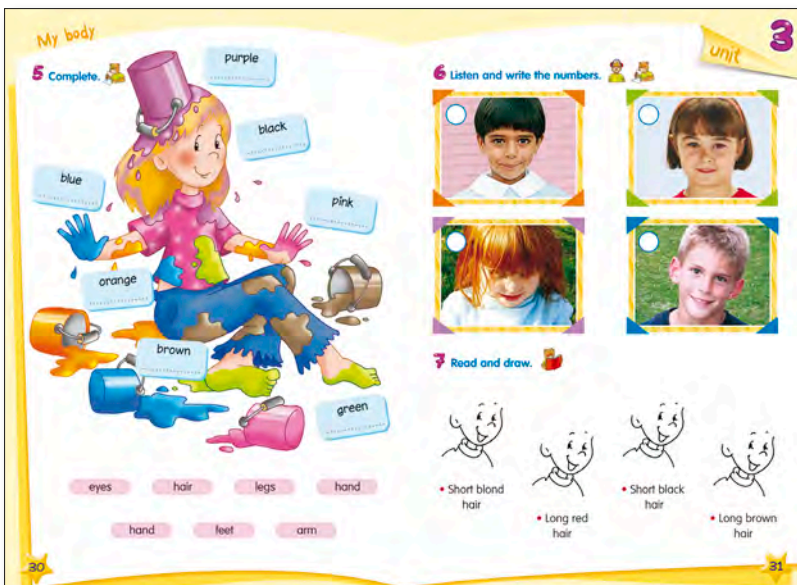 My body
5 Complete.
purple
black
blue
pink
orange
brown
green
eyes
hair
legs
hand
hand
feet
arm
30
unit
3
6 Listen and write the numbers.
7 Read and draw.
• Short blond
hair
• Long red
hair
• Short black
hair
• Long brown
hair
31